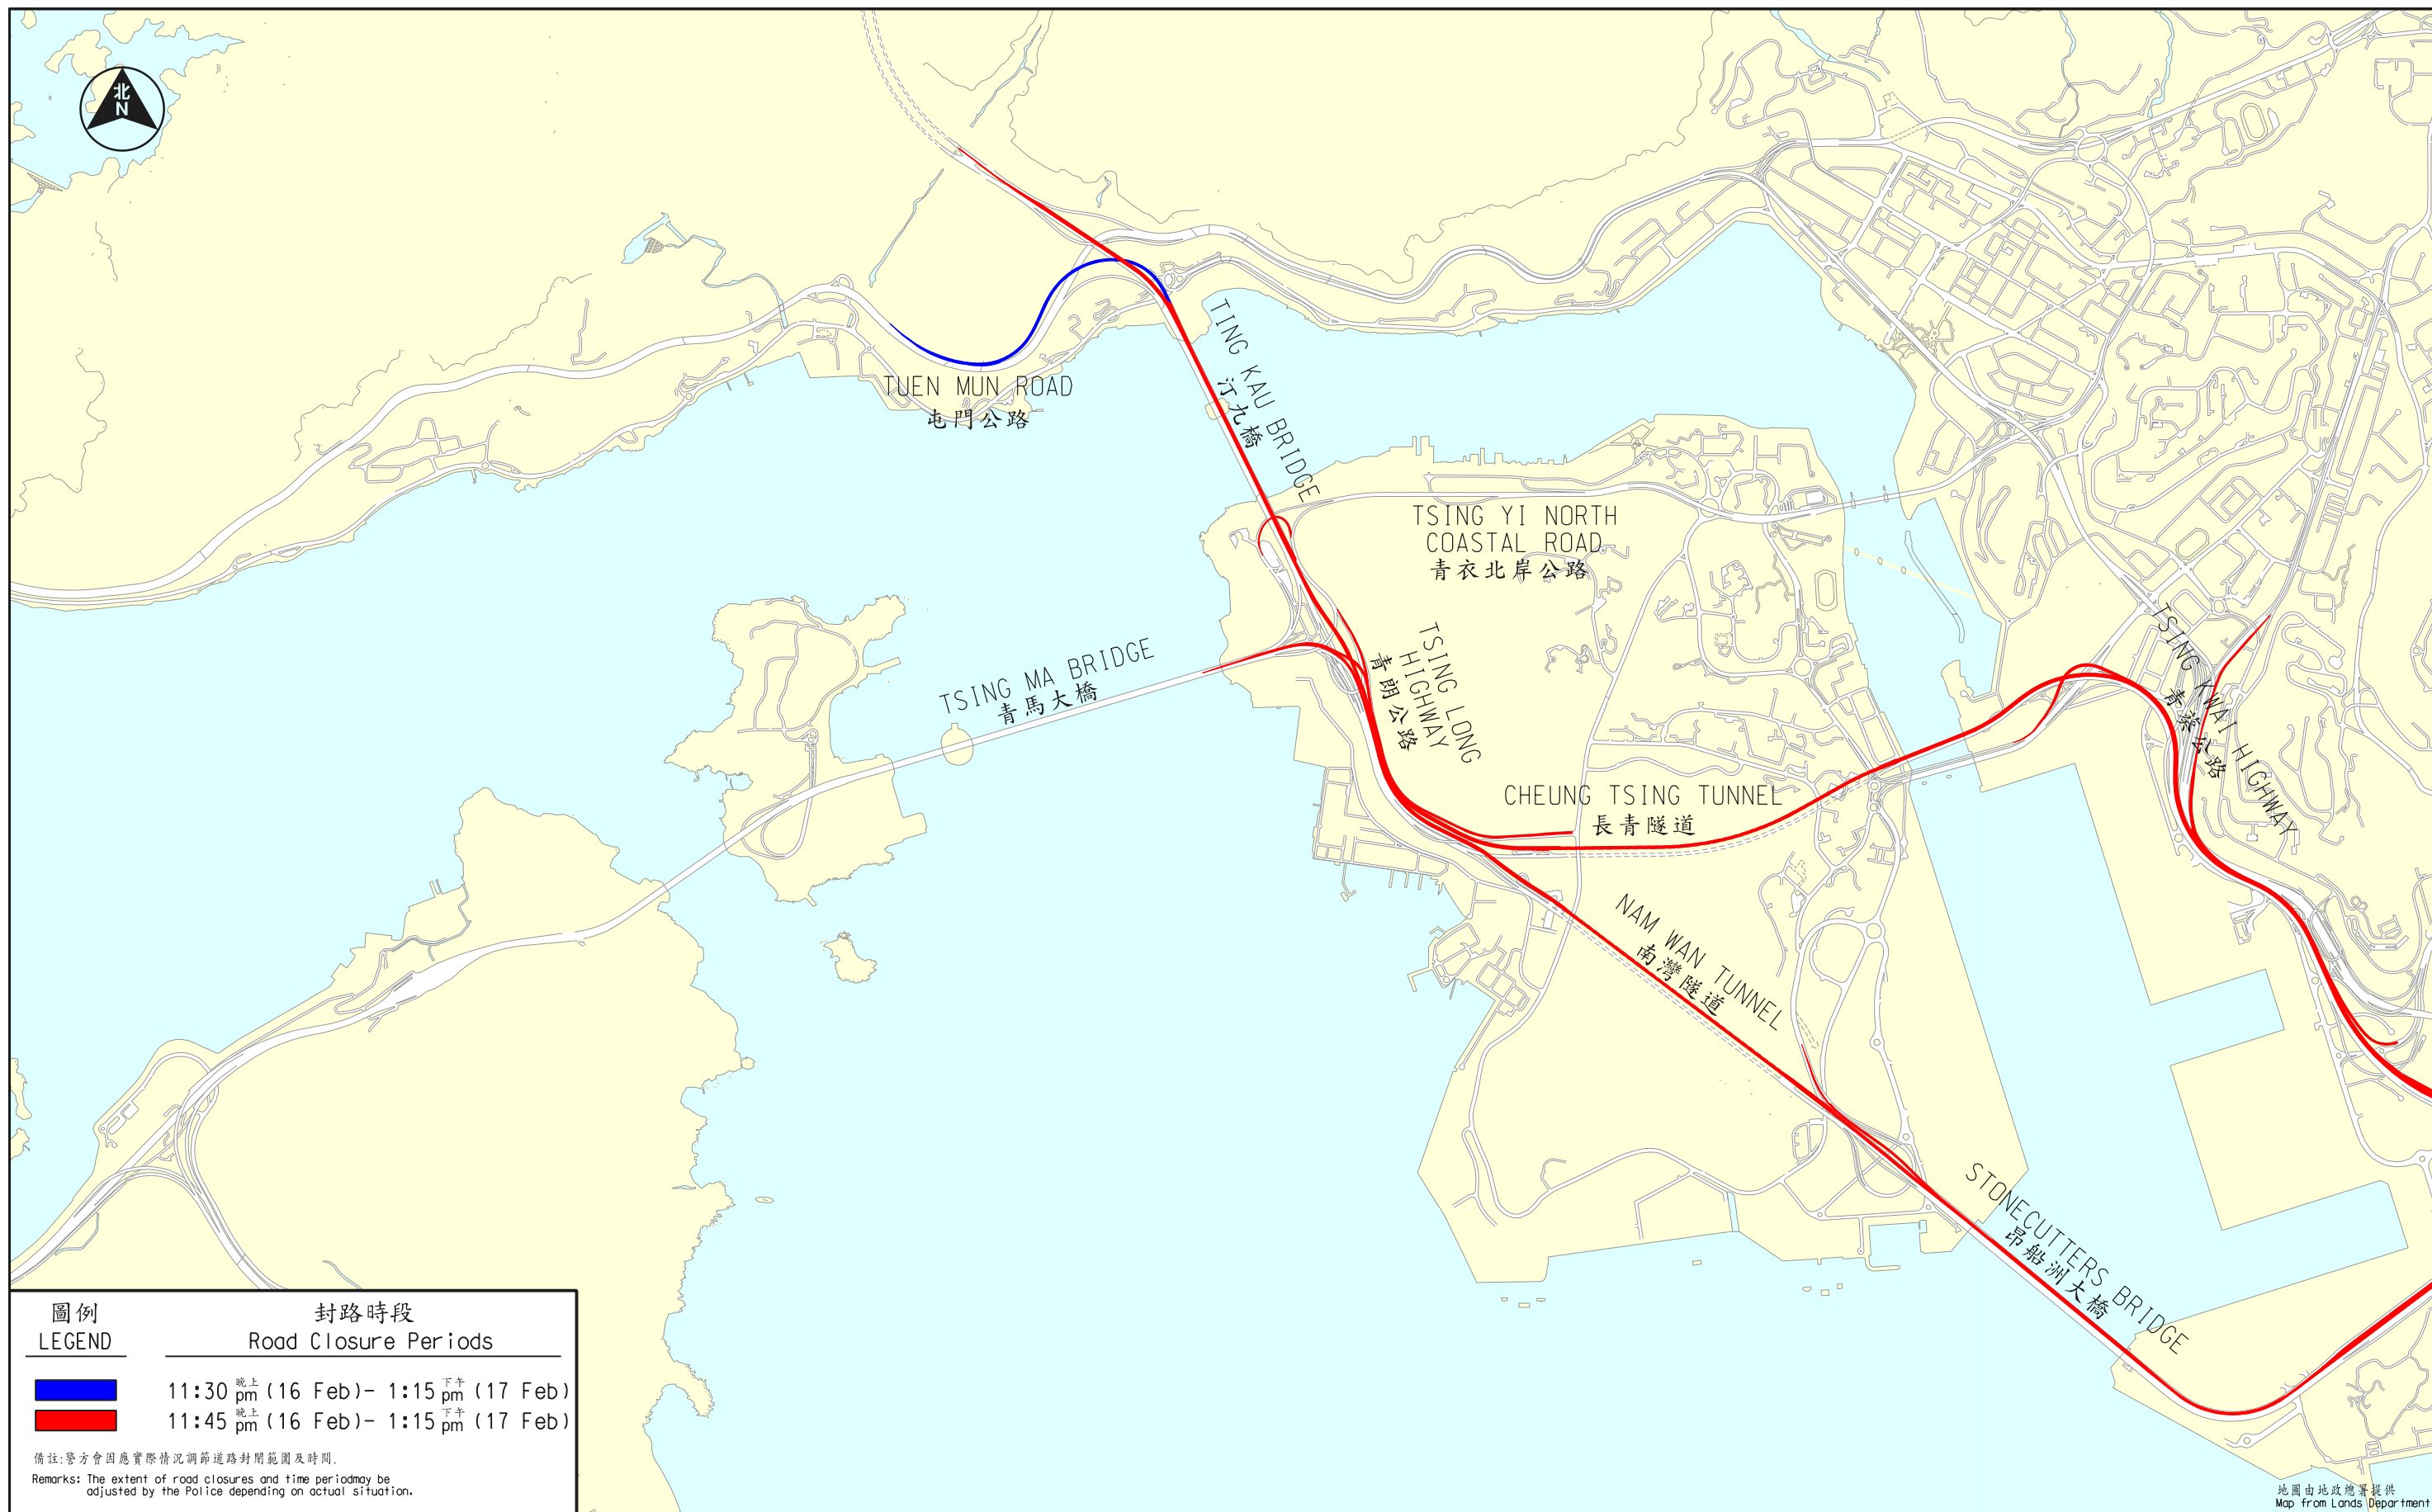 北
N
TUEN MUN ROAD
屯門公路
TING KAU BRIDGE
汀九橋
TSING YI NORTH
COASTAL ROAD
青衣北岸公路
TSING MA BRIDGE
青馬大橋
TSING LONG
HIGHWAY
青朗公路
TSING KWAI HIGHWAY
青葵公路
CHEUNG TSING TUNNEL
長青隧道
NAM WAN TUNNEL
南灣隧道
STONECUTTERS BRIDGE
昂船洲大橋
圖例
LEGEND
封路時段
Road Closure Periods
11:30 晚上 pm (16 Feb)- 1:15 下午 pm (17 Feb)
11:45 晚上 pm (16 Feb)- 1:15 下午 pm (17 Feb)
備註:警方會因應實際情況調節道路封閉範圍及時間.
Remarks: The extent of road closures and time periodmay be
adjusted by the Police depending on actual situation.
地圖由地政總署提供
Map from Lands Department